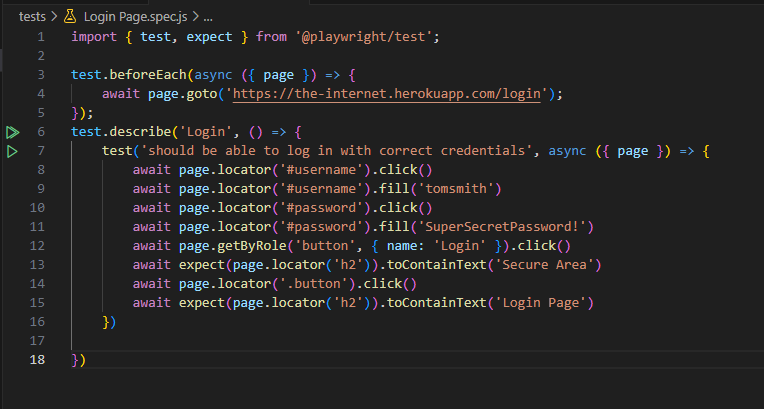 tests > Login Page.spec.js > ...
1 import { test, expect } from '@playwright/test';
2
3 test.beforeEach(async ({ page }) => {
4     await page.goto('https://the-internet.herokuapp.com/login');
5 });
6 test.describe('Login', () => {
7     test('should be able to log in with correct credentials', async ({ page }) => {
8         await page.locator('#username').click()
9         await page.locator('#username').fill('tomsmith')
10         await page.locator('#password').click()
11         await page.locator('#password').fill('SuperSecretPassword!')
12         await page.getByRole('button', { name: 'Login' }).click()
13         await expect(page.locator('h2')).toContainText('Secure Area')
14         await page.locator('.button').click()
15         await expect(page.locator('h2')).toContainText('Login Page')
16     })
17
18 })